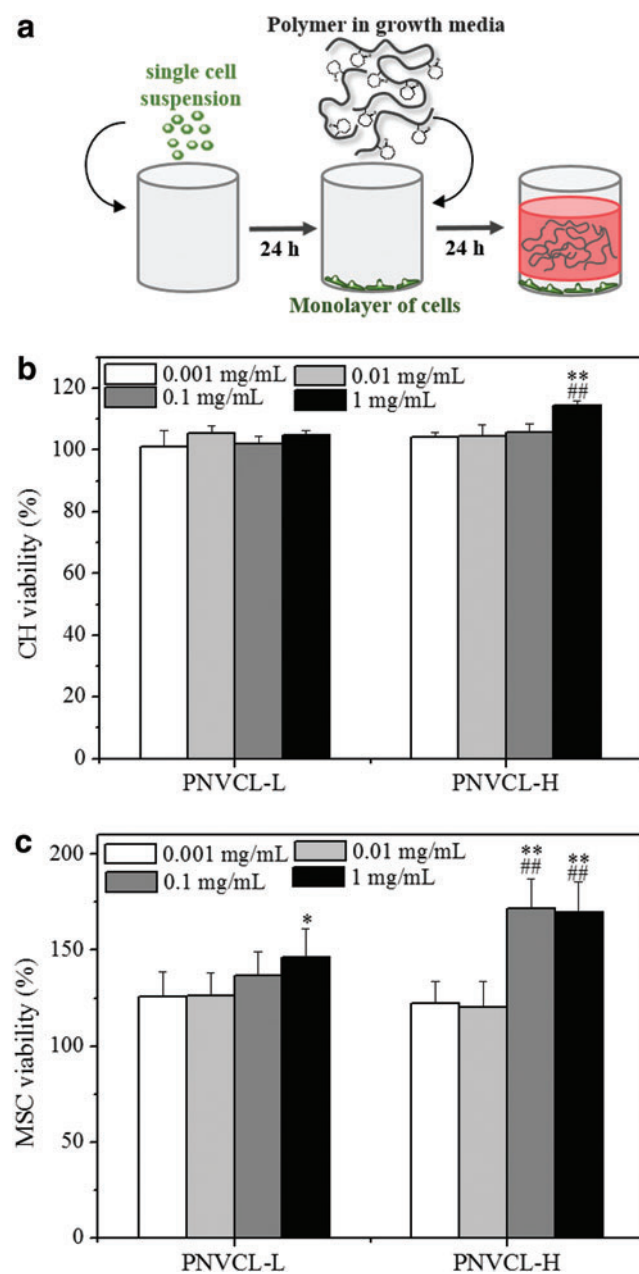 a
Polymer in growth media
single cell
suspension
24 h
24 h
Monolayer of cells
b
0.001 mg/mL
0.01 mg/mL
0.1 mg/mL
1 mg/mL
**
##
120
100
80
60
40
20
0
CH viability (%)
PNVCL-L
PNVCL-H
c
0.001 mg/mL
0.01 mg/mL
0.1 mg/mL
1 mg/mL
*
**
##
**
##
200
150
100
50
0
MSC viability (%)
PNVCL-L
PNVCL-H